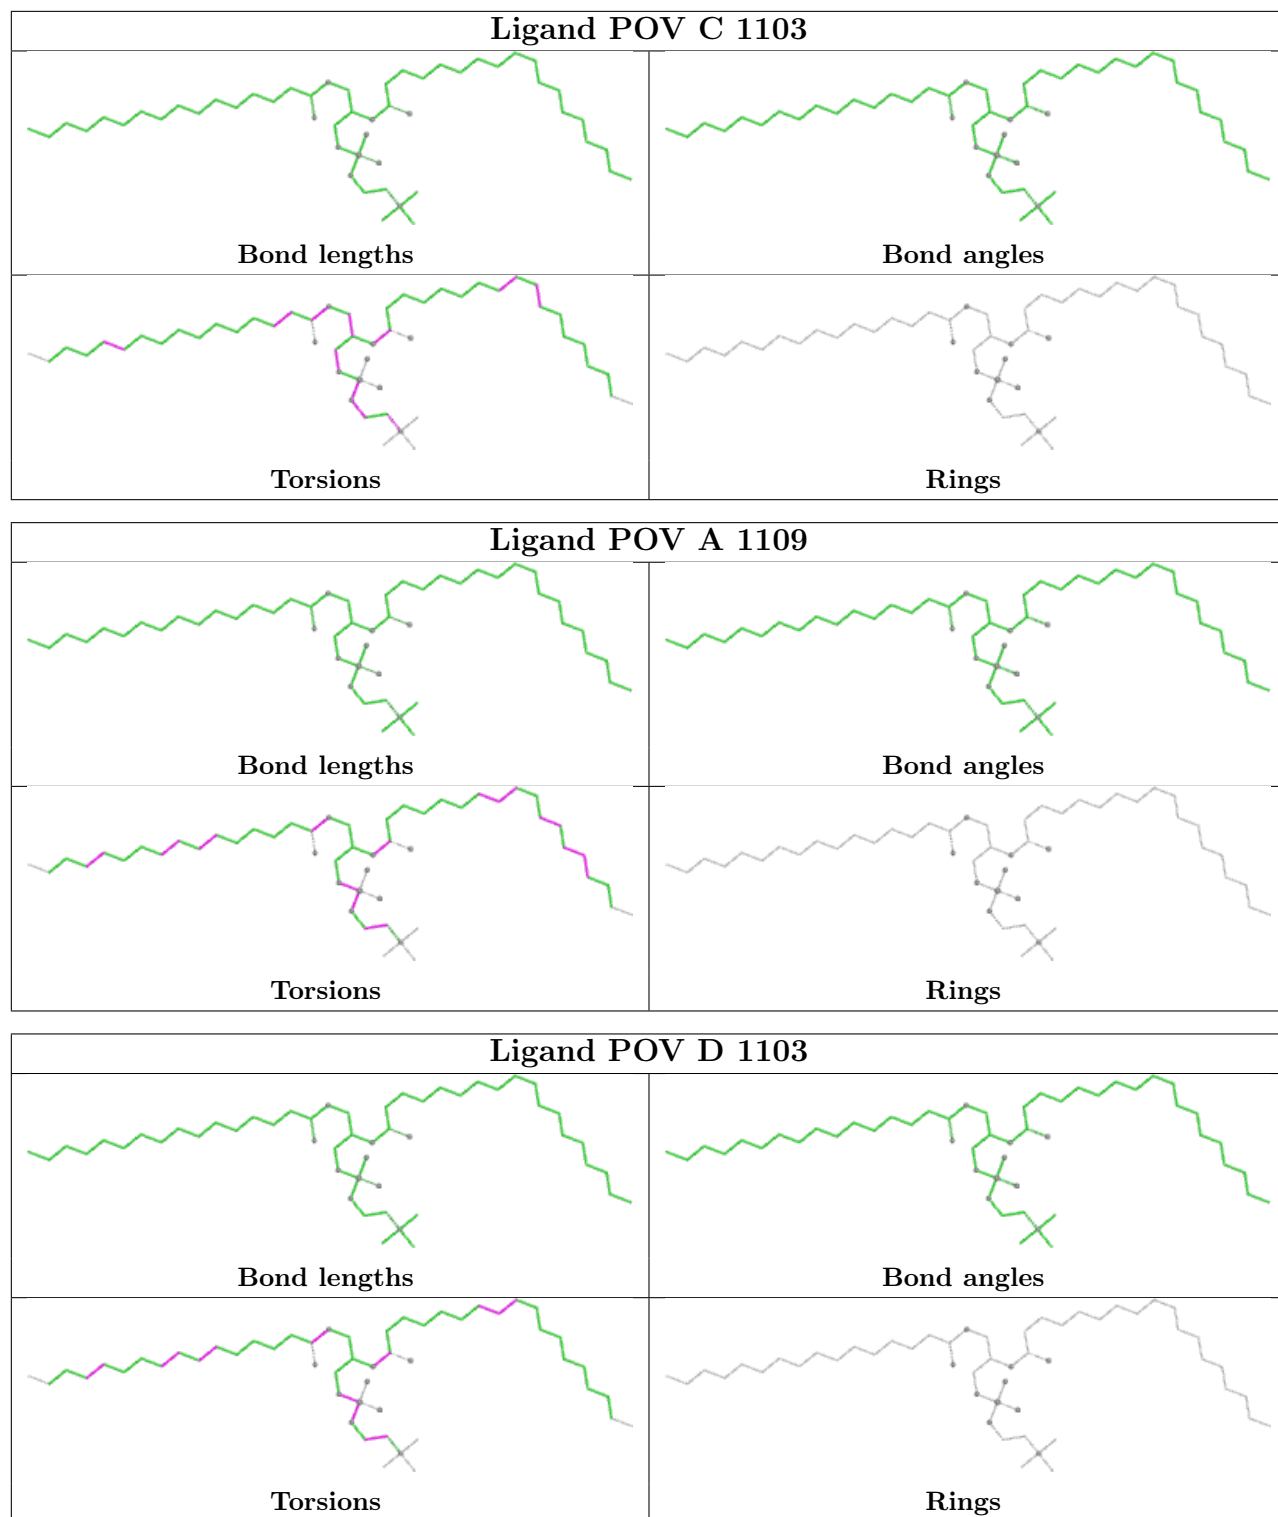 Ligand POV C 1103
Bond lengths
Bond angles
Torsions
Rings
Ligand POV A 1109
Bond lengths
Bond angles
Torsions
Rings
Ligand POV D 1103
Bond lengths
Bond angles
Torsions
Rings